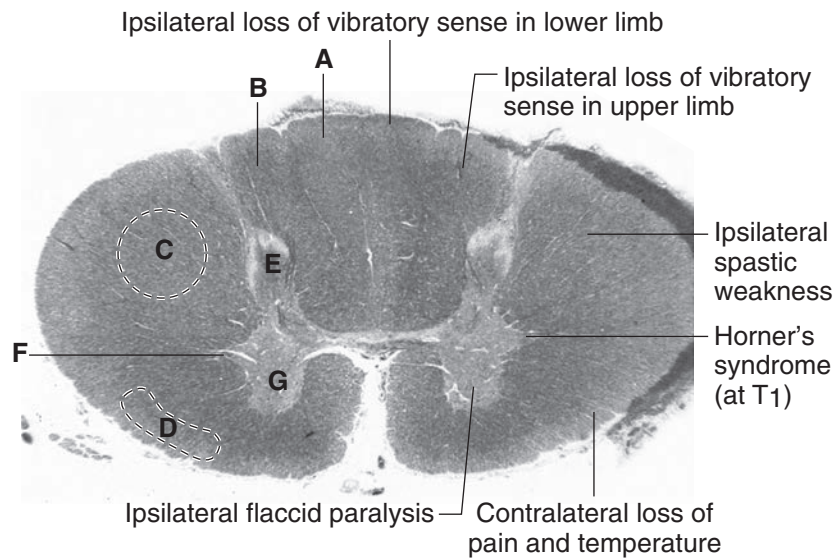 Ipsilateral loss of vibratory sense in lower limb
A
B
Ipsilateral loss of vibratory
sense in upper limb
C
E
Ipsilateral
spastic
weakness
F
Horner's
syndrome
(at T1)
G
D
Ipsilateral flaccid paralysis
Contralateral loss of
pain and temperature